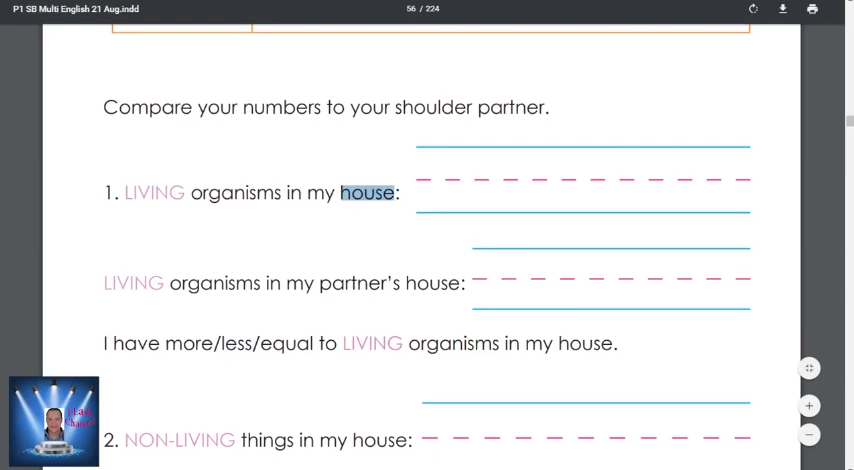 P1 SB Multi English 21 Aug.indd
56 / 224
Compare your numbers to your shoulder partner.
1. LIVING organisms in my house:
LIVING organisms in my partner's house:
I have more/less/equal to LIVING organisms in my house.
2. NON-LIVING things in my house: